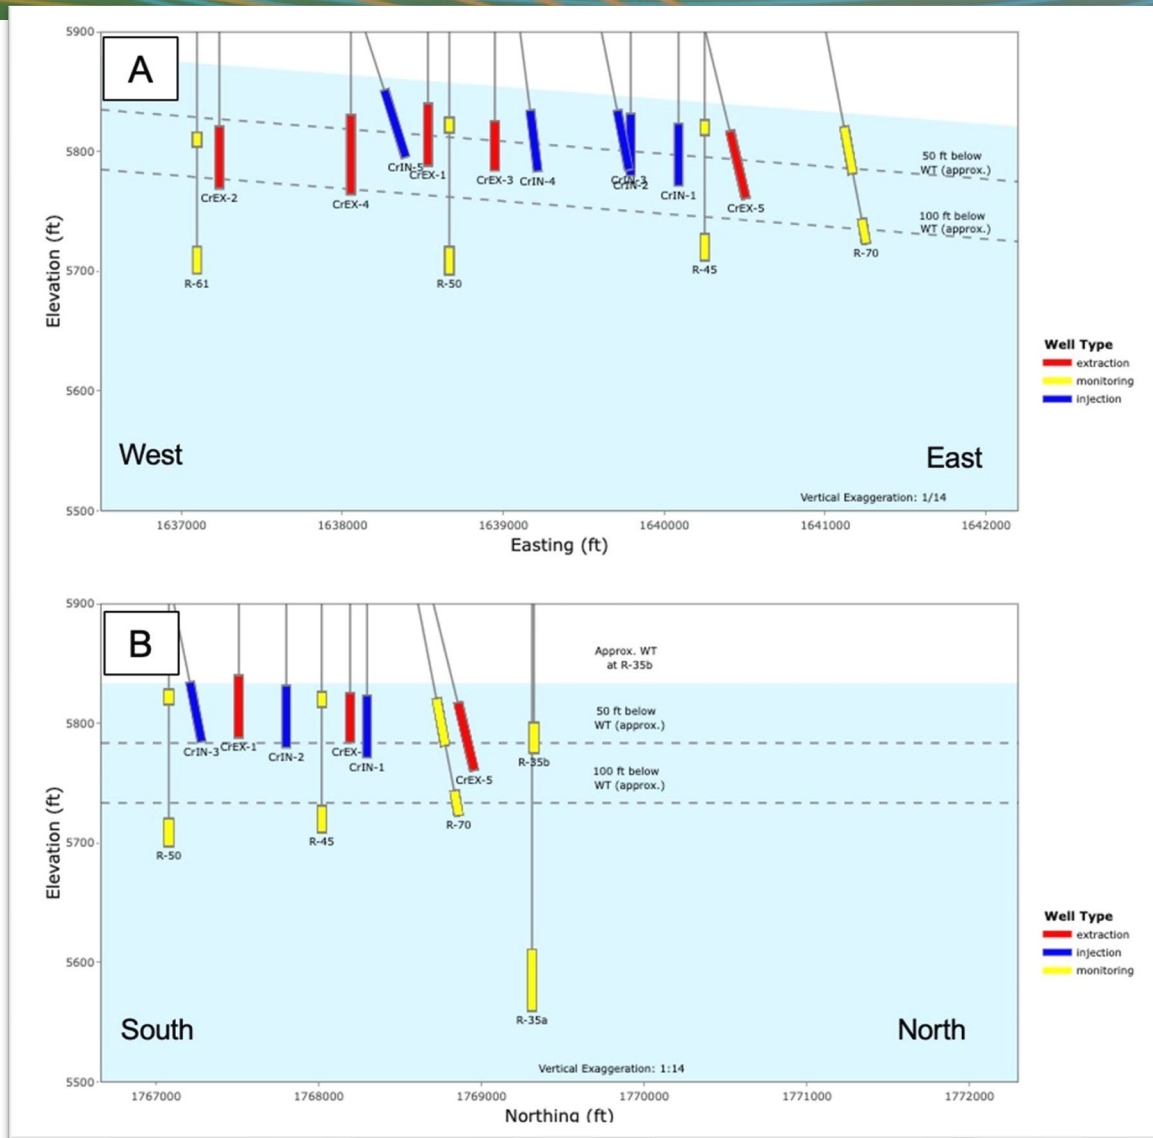 A
5900
5800
5700
5600
5500
Elevation (ft)
CrEX-2
R-61
CrEX-4
CrIN-5
CrEX-1
R-50
CrEX-3
CrIN-4
CrIN-3
CrIN-2
CrIN-1
R-45
CrEX-5
R-70
50 ft below
WT (approx.)
100 ft below
WT (approx.)
West
East
Vertical Exaggeration: 1/14
1637000
1638000
1639000
1640000
1641000
1642000
Easting (ft)
Well Type
extraction
monitoring
injection
B
5900
5800
5700
5600
5500
Elevation (ft)
Approx. WT
at R-35b
50 ft below
WT (approx.)
100 ft below
WT (approx.)
CrIN-3
CrEX-1
CrIN-2
CrEX-
CrIN-1
CrEX-5
R-35b
R-50
R-45
R-70
R-35a
South
North
Vertical Exaggeration: 1:14
1767000
1768000
1769000
1770000
1771000
1772000
Northing (ft)
Well Type
extraction
injection
monitoring